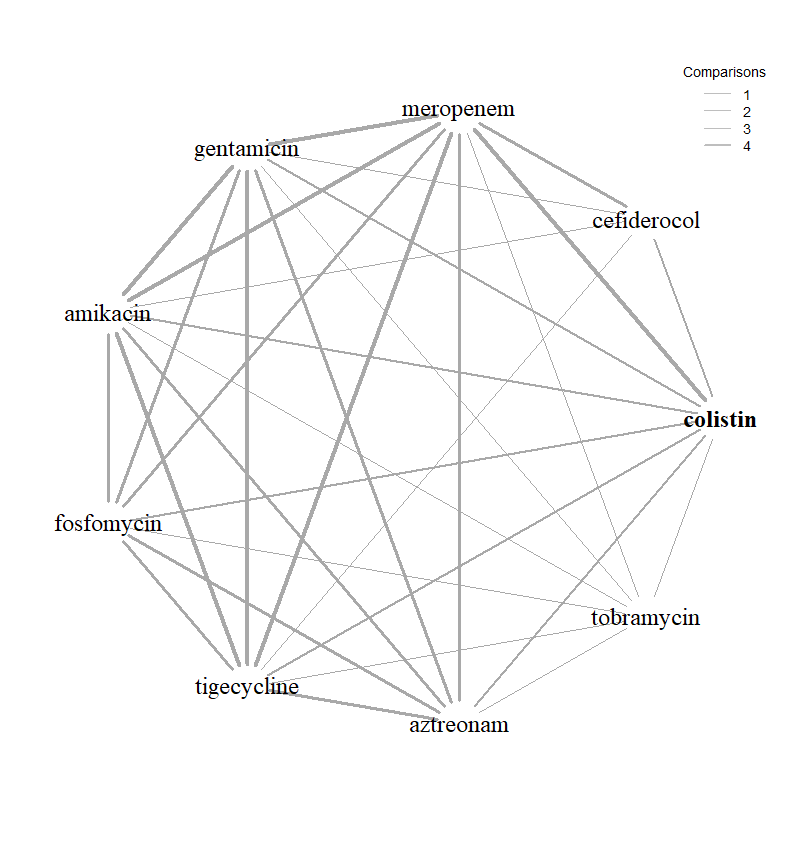 Comparisons
1
2
3
4
meropenem
gentamicin
cefiderocol
amikacin
colistin
fosfomycin
tobramycin
tigecycline
aztreonam